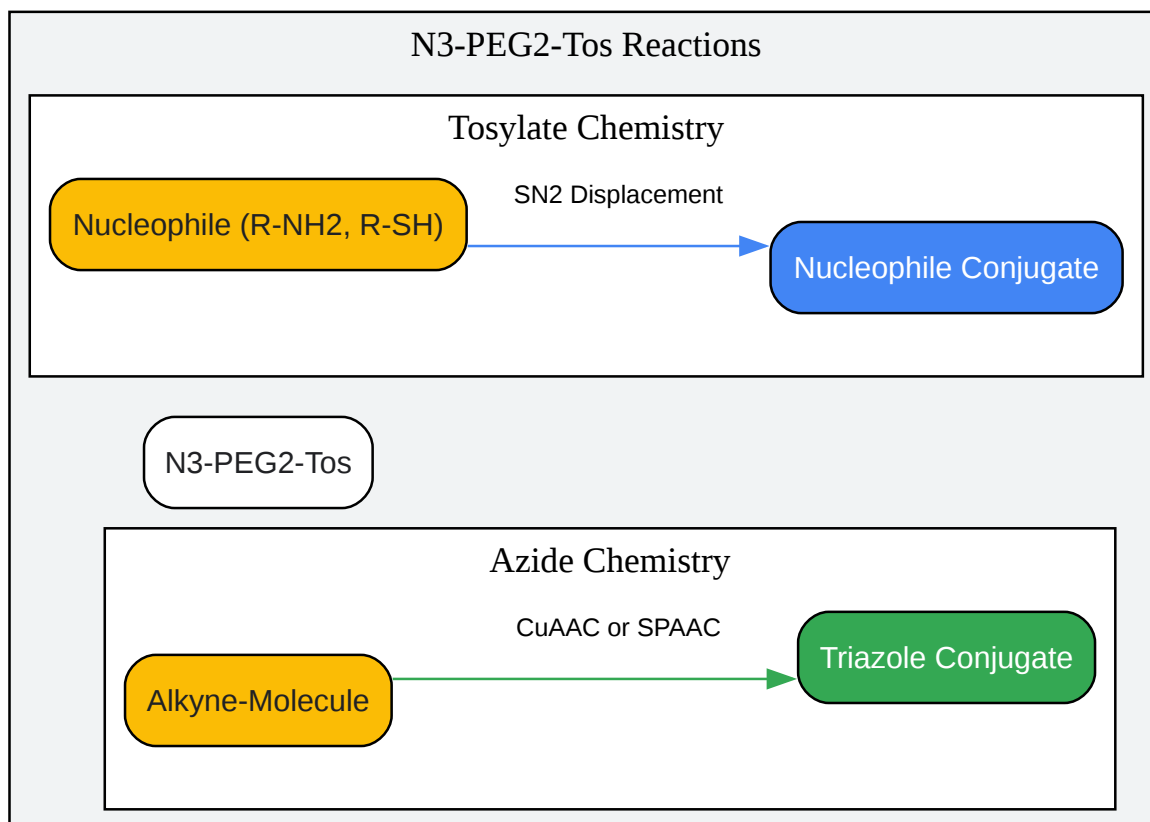 N3-PEG2-Tos Reactions
Tosylate Chemistry
SN2 Displacement
Nucleophile (R-NH2, R-SH)
Nucleophile Conjugate
N3-PEG2-Tos
Azide Chemistry
CuAAC or SPAAC
Triazole Conjugate
Alkyne-Molecule